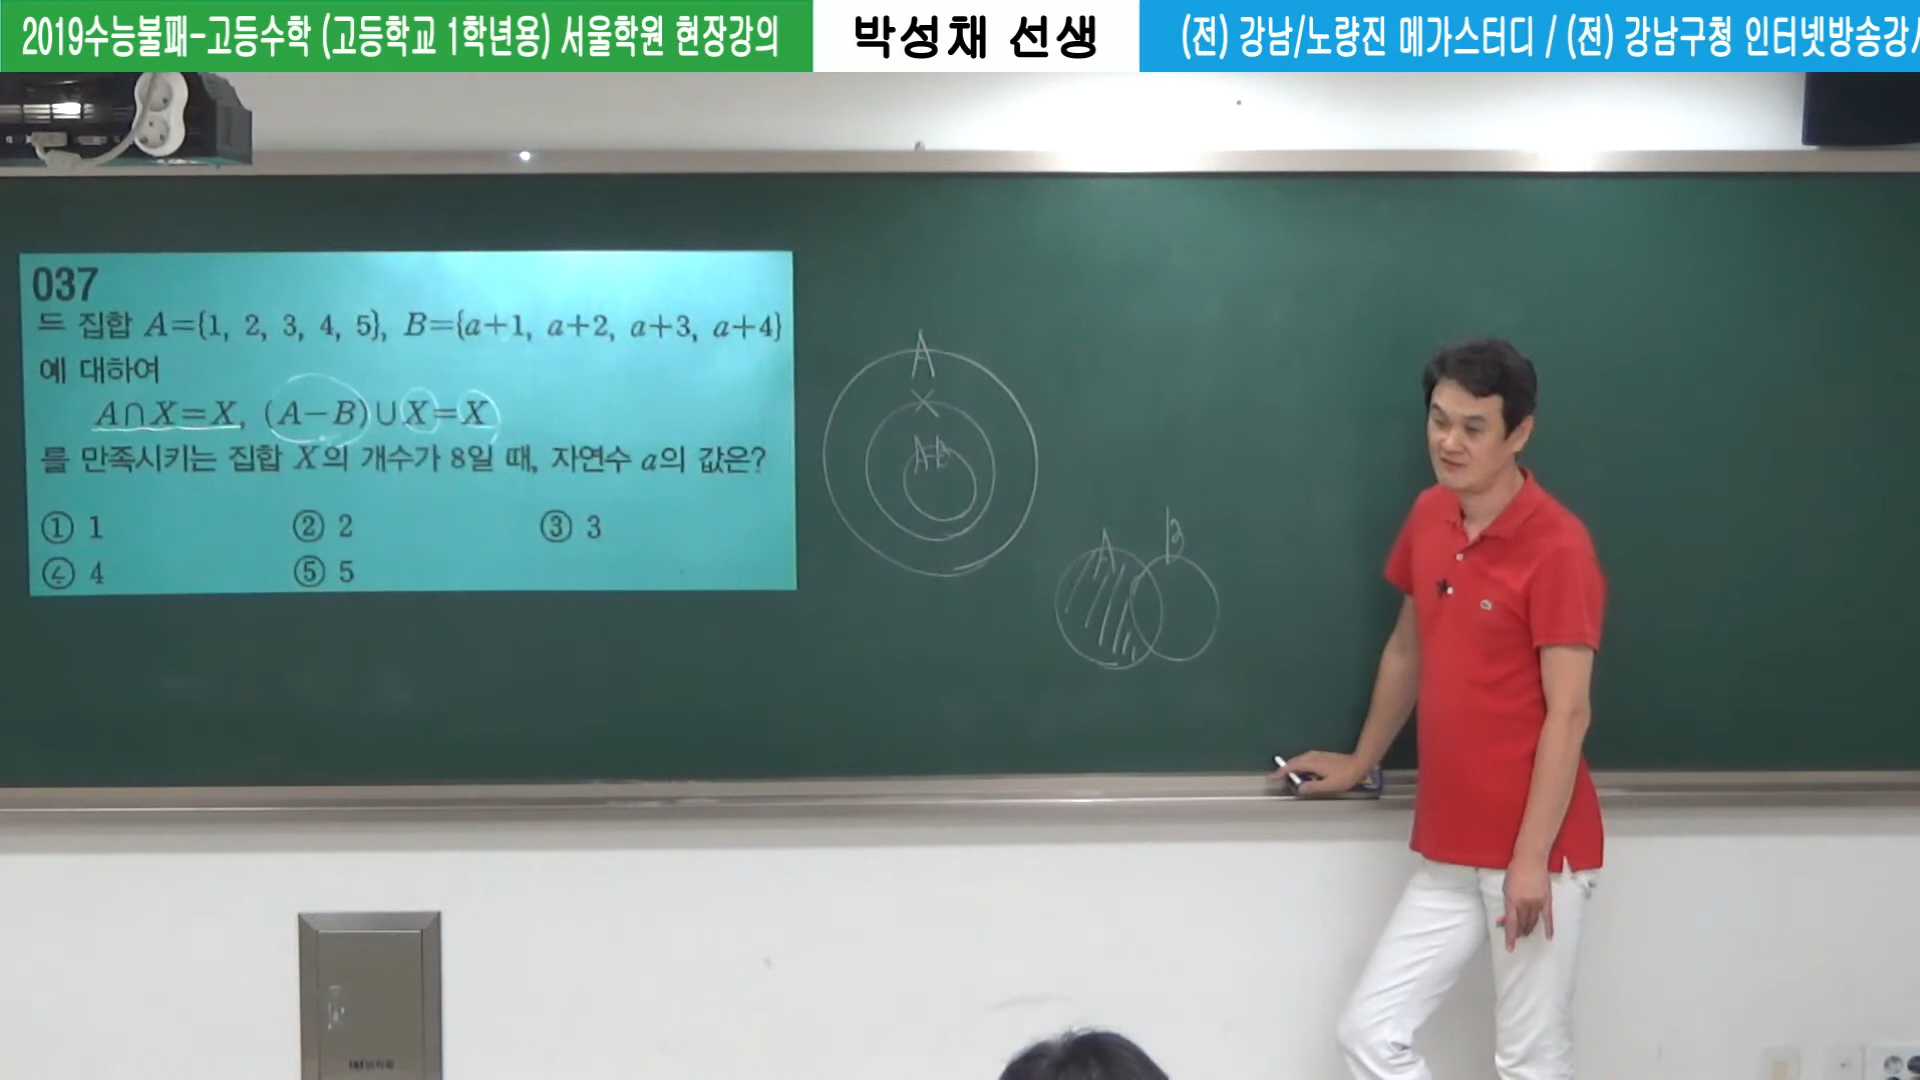 2019수능불패-고등수학 (고등학교 1학년용) 서울학원 현장강의
박성채 선생
(전) 강남/노량진 메가스터디 / (전) 강남구청 인터넷방송강사
037
드 집합 A={1, 2, 3, 4, 5}, B={a+1, a+2, a+3, a+4}
에 대하여
A∩X=X, (A-B)∪X=X
를 만족시키는 집합 X의 개수가 8일 때, 자연수 a의 값은?
① 1 ② 2 ③ 3
④ 4 ⑤ 5
A
X
A-B
A B